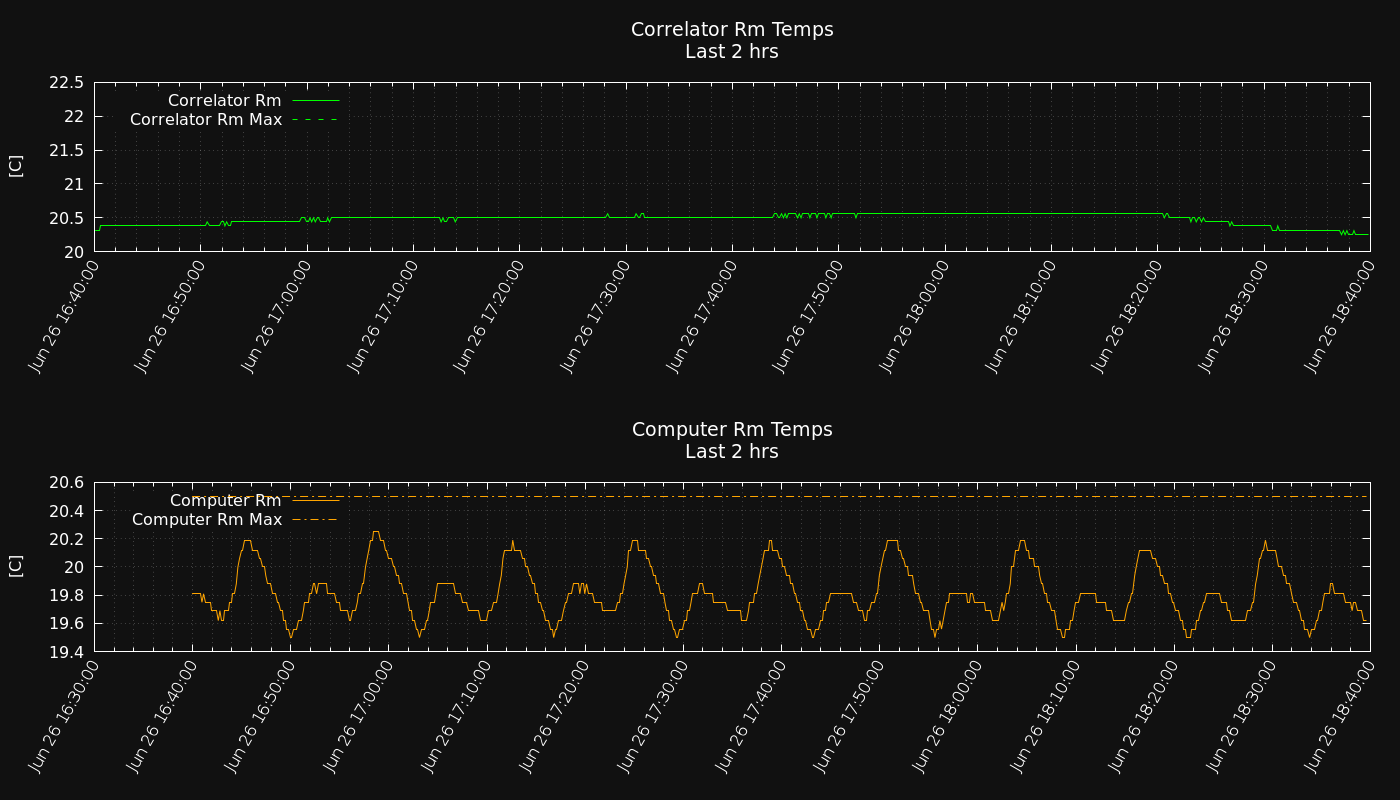 Correlator Rm Temps
Last 2 hrs
22.5
22
21.5
21
20.5
20
[C]
Correlator Rm
Correlator Rm Max
Jun 26 16:40:00
Jun 26 16:50:00
Jun 26 17:00:00
Jun 26 17:10:00
Jun 26 17:20:00
Jun 26 17:30:00
Jun 26 17:40:00
Jun 26 17:50:00
Jun 26 18:00:00
Jun 26 18:10:00
Jun 26 18:20:00
Jun 26 18:30:00
Jun 26 18:40:00
Computer Rm Temps
Last 2 hrs
20.6
20.4
20.2
20
19.8
19.6
19.4
[C]
Computer Rm
Computer Rm Max
Jun 26 16:30:00
Jun 26 16:40:00
Jun 26 16:50:00
Jun 26 17:00:00
Jun 26 17:10:00
Jun 26 17:20:00
Jun 26 17:30:00
Jun 26 17:40:00
Jun 26 17:50:00
Jun 26 18:00:00
Jun 26 18:10:00
Jun 26 18:20:00
Jun 26 18:30:00
Jun 26 18:40:00